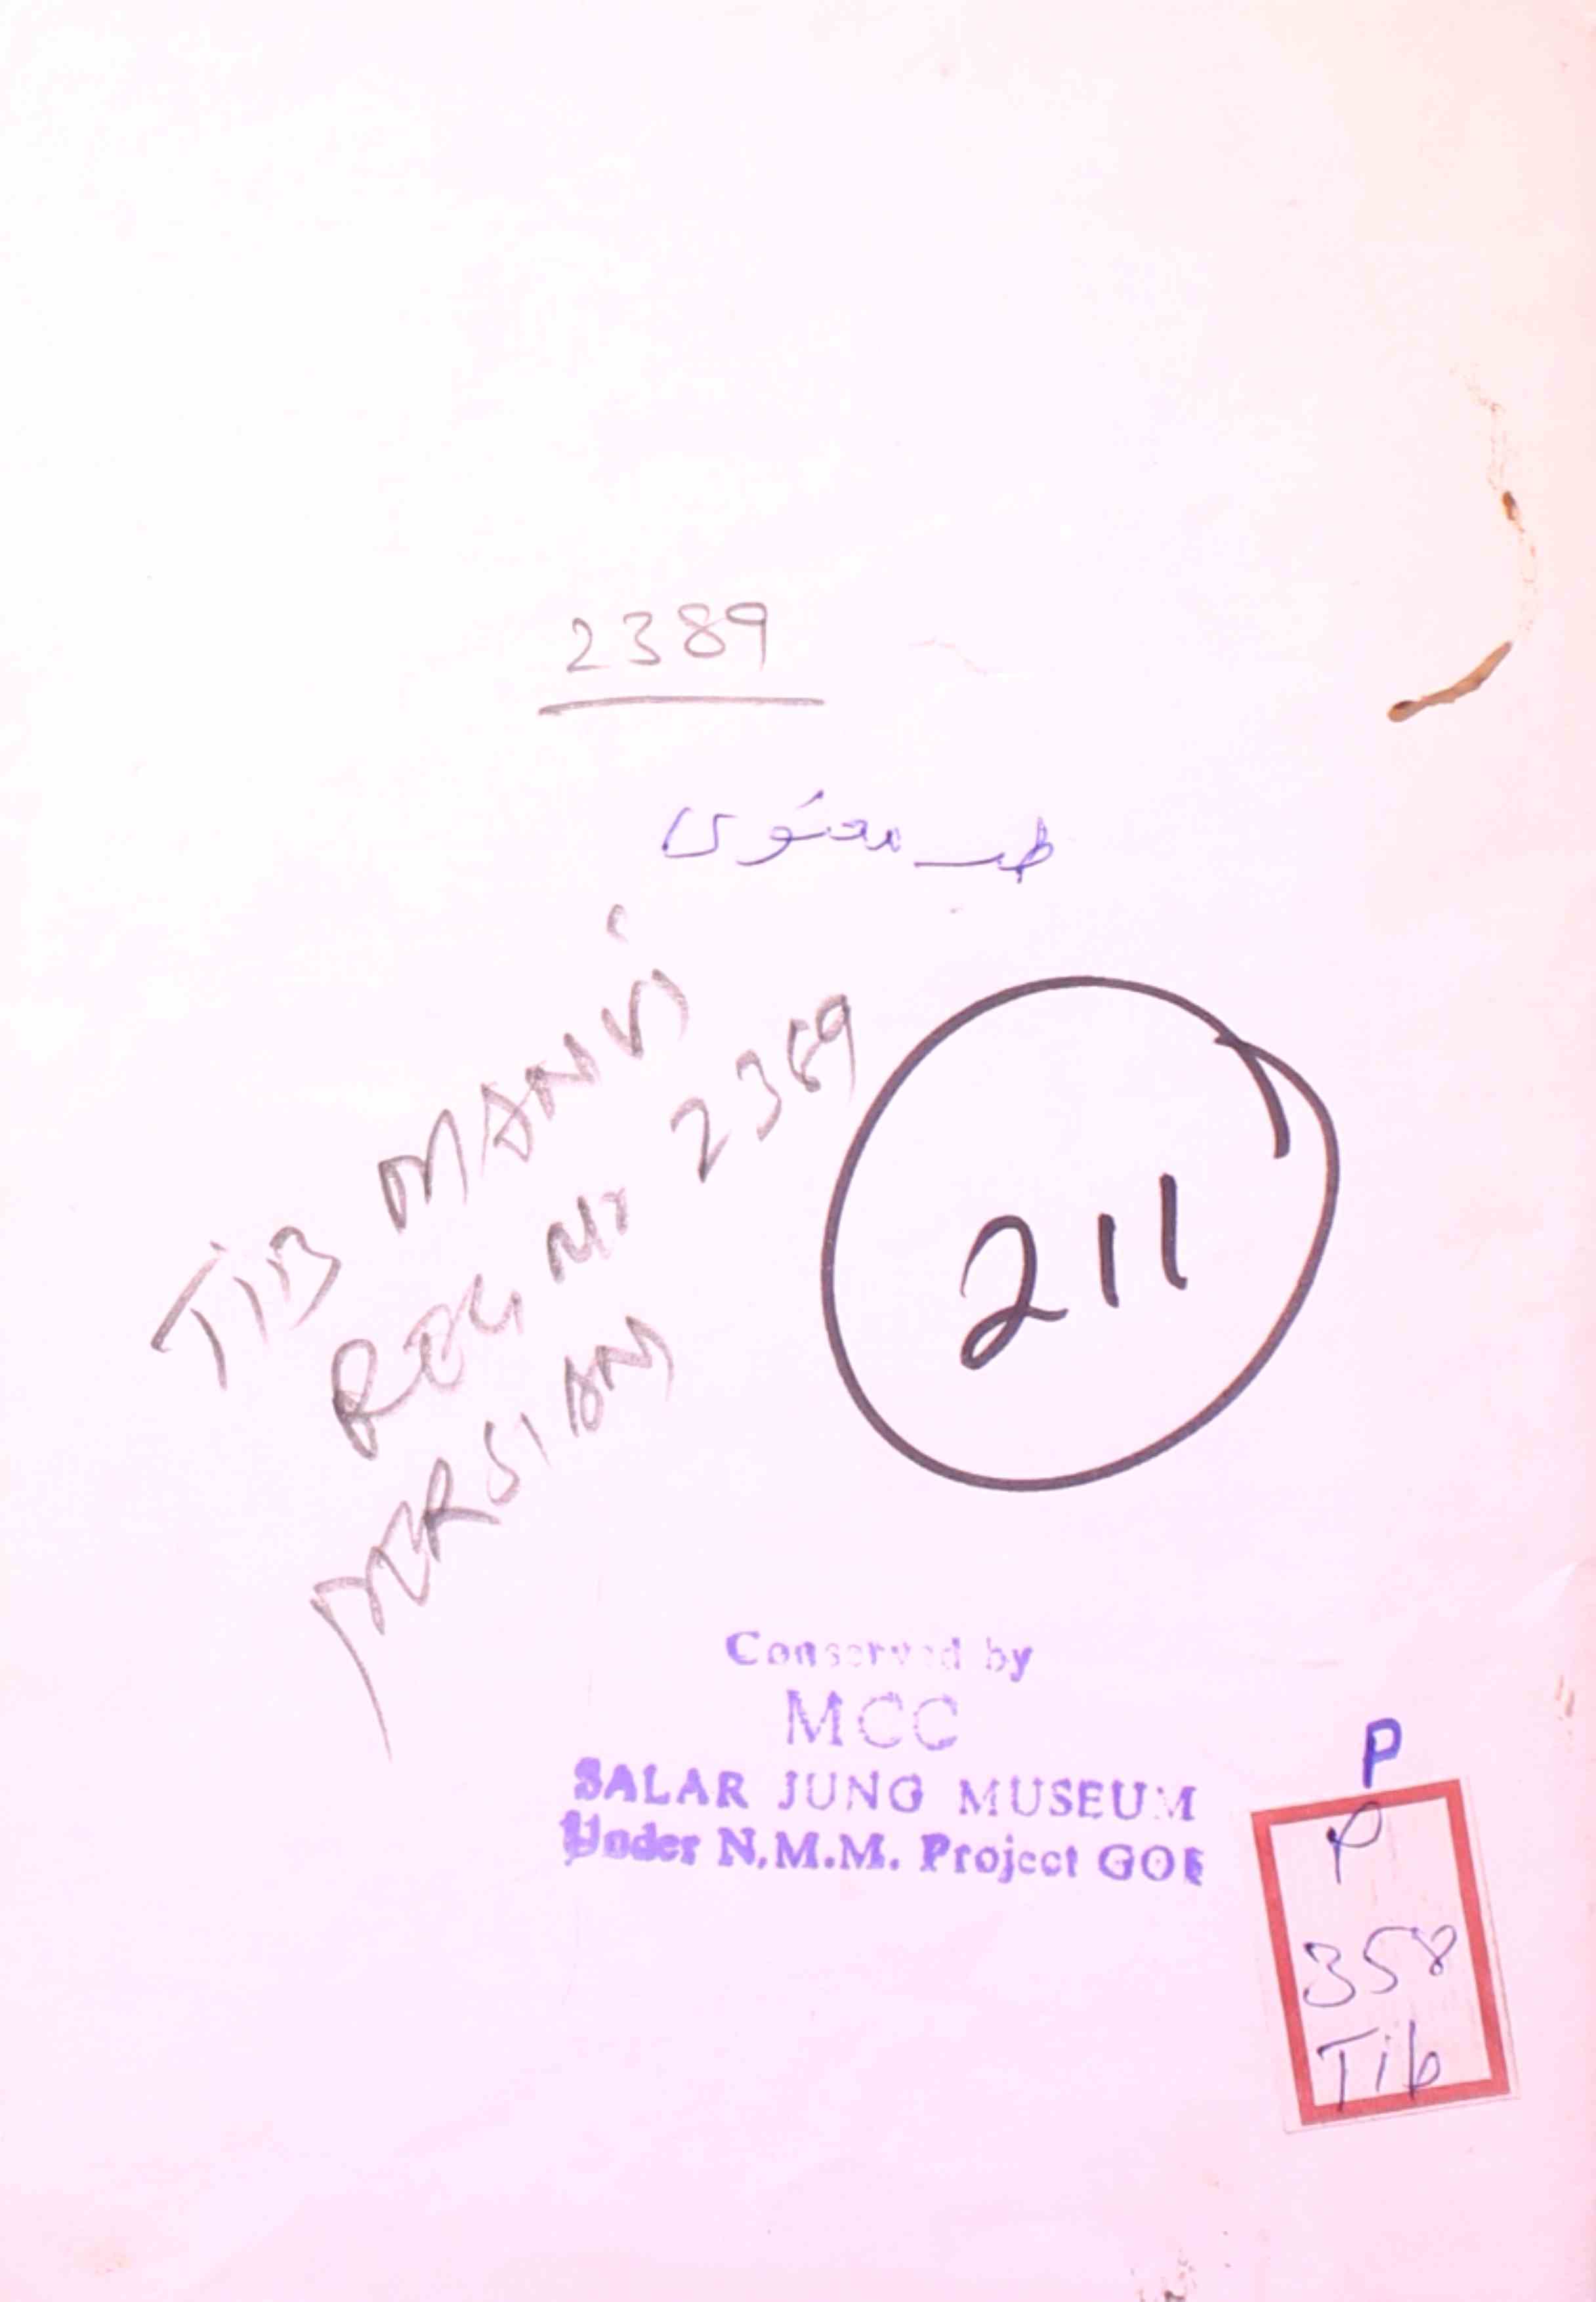 2389
طب معنوی
TIB MANVI
REG NO 2389
PERSIAN
211
Conserved by
MCC
SALAR JUNG MUSEUM
Under N.M.M. Project GOI
P
P
358
Tib